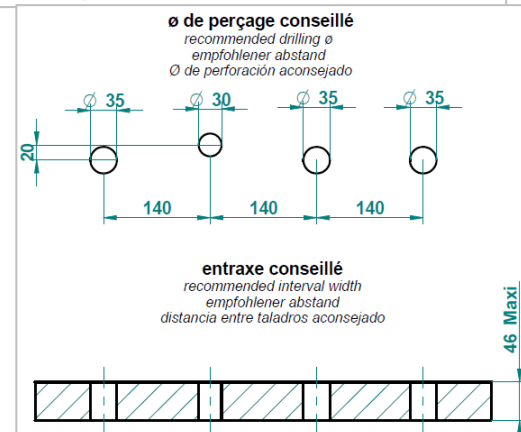 ø de perçage conseillé
recommended drilling ø
empfohlener abstand
Ø de perforación aconsejado
∅ 35
∅ 30
∅ 35
∅ 35
20
140
140
140
entraxe conseillé
recommended interval width
empfohlener abstand
distancia entre taladros aconsejado
46 Maxi